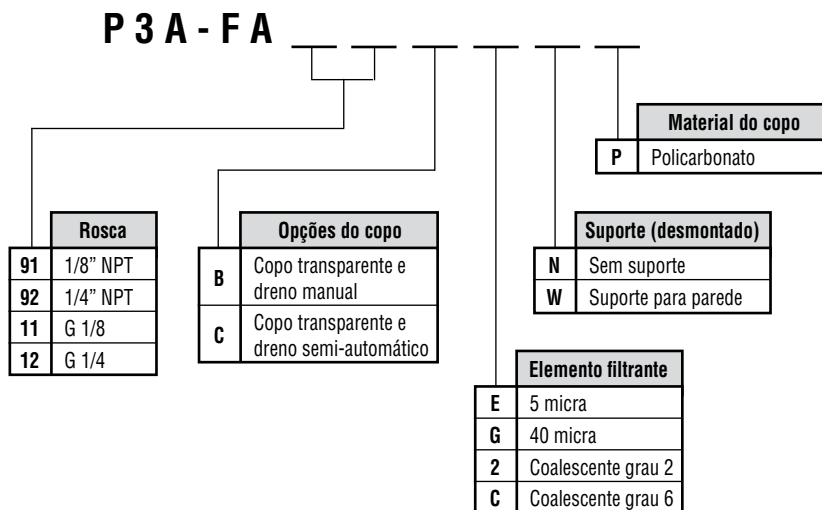 P3A-FA
Material do copo
P Policarbonato
Rosca
91 1/8” NPT
92 1/4” NPT
11 G 1/8
12 G 1/4
Opções do copo
B Copo transparente e
dreno manual
C Copo transparente e
dreno semi-automático
Suporte (desmontado)
N Sem suporte
W Suporte para parede
Elemento filtrante
E 5 micra
G 40 micra
2 Coalescente grau 2
C Coalescente grau 6